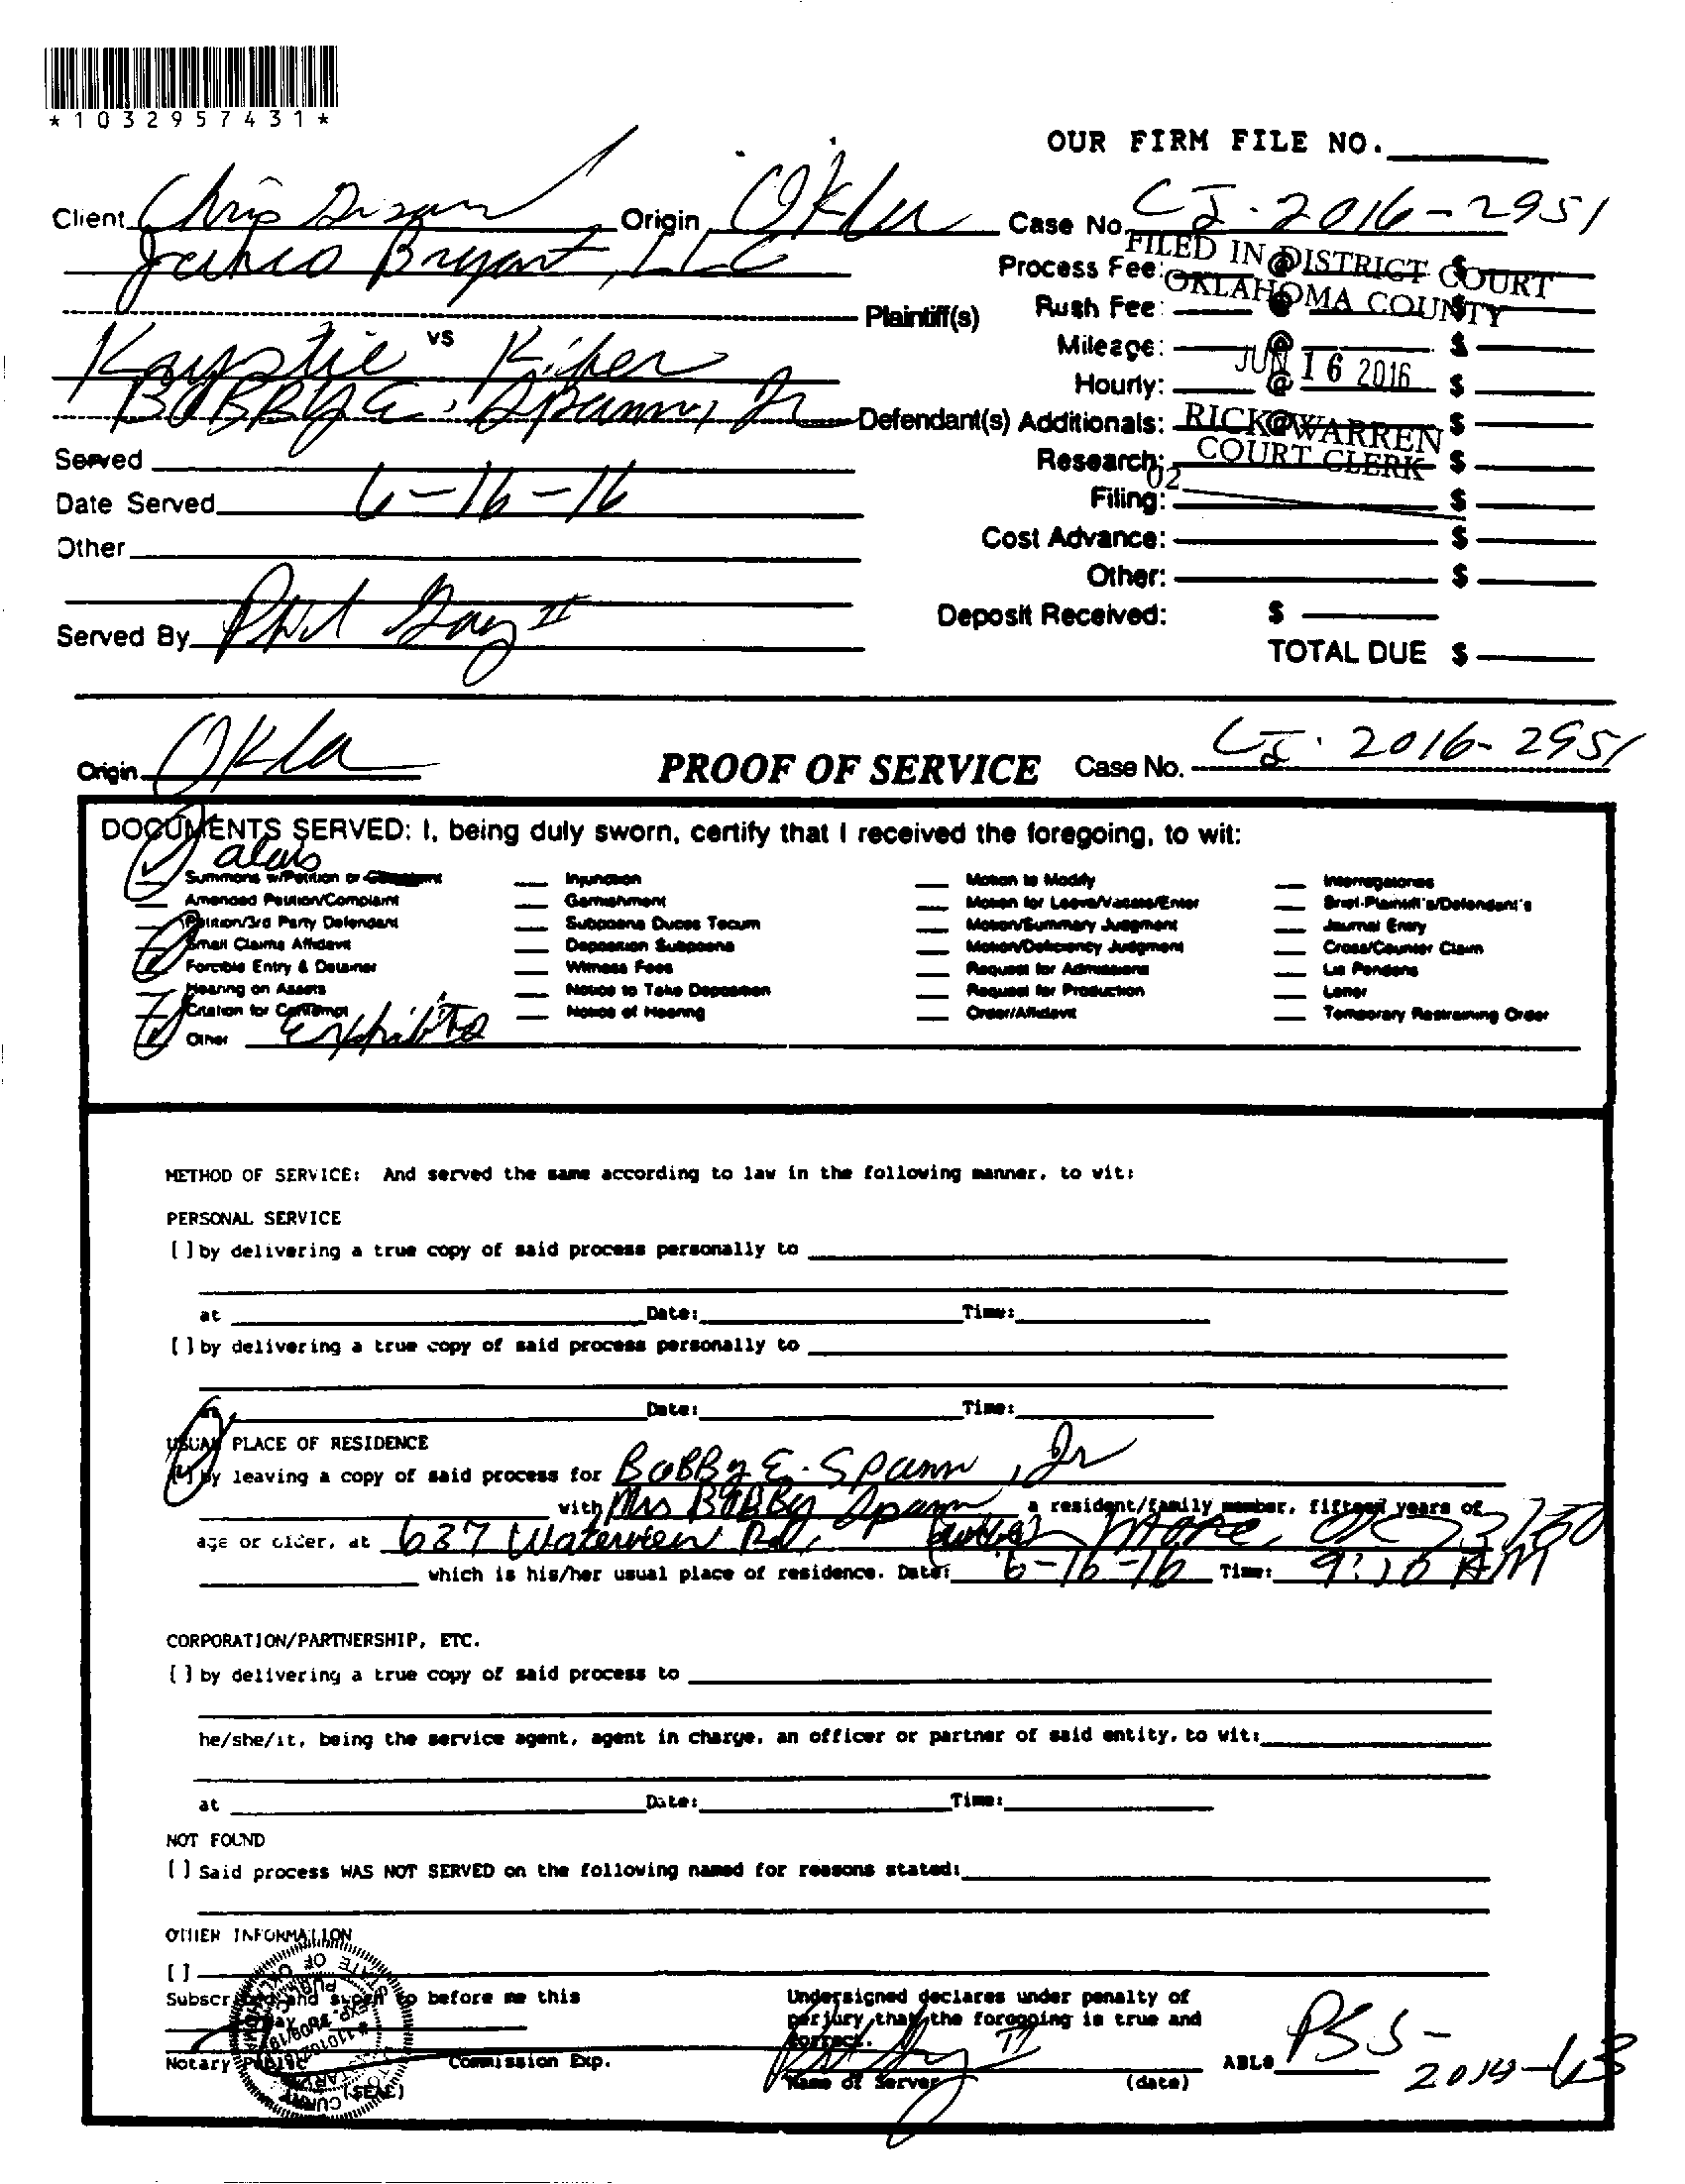 *1032957431*
OUR FIRM FILE NO.
Client Chris Origin Okla Case No. CJ-2016-2951
Bryant, LLC
Process Fee: @ $
FILED IN DISTRICT COURT
OKLAHOMA COUNTY
Plaintiff(s) Rush Fee: @ $
vs
Mileage: @ $
Krystie Kiker
JUN 16 2016
Hourly: @ $
BOBBY E. Spann, Jr Defendant(s) Additionals: @ $
RICK WARREN
COURT CLERK
Served Research: $
02
Date Served 6-16-16 Filing: $
Other Cost Advance: $
Other: $
Served By Phil II Deposit Received: $
TOTAL DUE $
Origin Okla PROOF OF SERVICE Case No. CJ-2016-2951
DOCUMENTS SERVED: I, being duly sworn, certify that I received the foregoing, to wit:
alias
Summons w/Petition or Injunction Motion to Modify Interrogatories
Amended Petition/Complaint Garnishment Motion for Leave/Vacate/Enter Brief-Plaintiff's/Defendant's
Petition/3rd Party Defendant Subpoena Duces Tecum Motion/Summary Judgment Journal Entry
Small Claims Affidavit Deposition Subpoena Motion/Deficiency Judgment Cross/Counter Claim
Forcible Entry & Detainer Witness Fees Request for Admissions Lis Pendens
Hearing on Assets Notice to Take Deposition Request for Production Letter
Citation for Contempt Notice of Hearing Order/Affidavit Temporary Restraining Order
Other Exhibits
METHOD OF SERVICE: And served the same according to law in the following manner, to wit:
PERSONAL SERVICE
[ ] by delivering a true copy of said process personally to
at Date: Time:
[ ] by delivering a true copy of said process personally to
at Date: Time:
USUAL PLACE OF RESIDENCE
[ ] by leaving a copy of said process for BOBBY E. Spann, Jr
with Mrs BOBBY Spann a resident/family member, fifteen years of
age or older, at 637 Waterview Rd,
which is his/her usual place of residence. Date: 6-16-16 Time: 9:10 AM
CORPORATION/PARTNERSHIP, ETC.
[ ] by delivering a true copy of said process to
he/she/it, being the service agent, agent in charge, an officer or partner of said entity, to wit:
at Date: Time:
NOT FOUND
[ ] Said process WAS NOT SERVED on the following named for reasons stated:
OTHER INFORMATION
[ ]
Subscribed and sworn to before me this Undersigned declares under penalty of
day perjury that the foregoing is true and
correct.
Notary Public Commission Exp. ABL# PSS-2014-63
(SEAL) Name of Server (date)